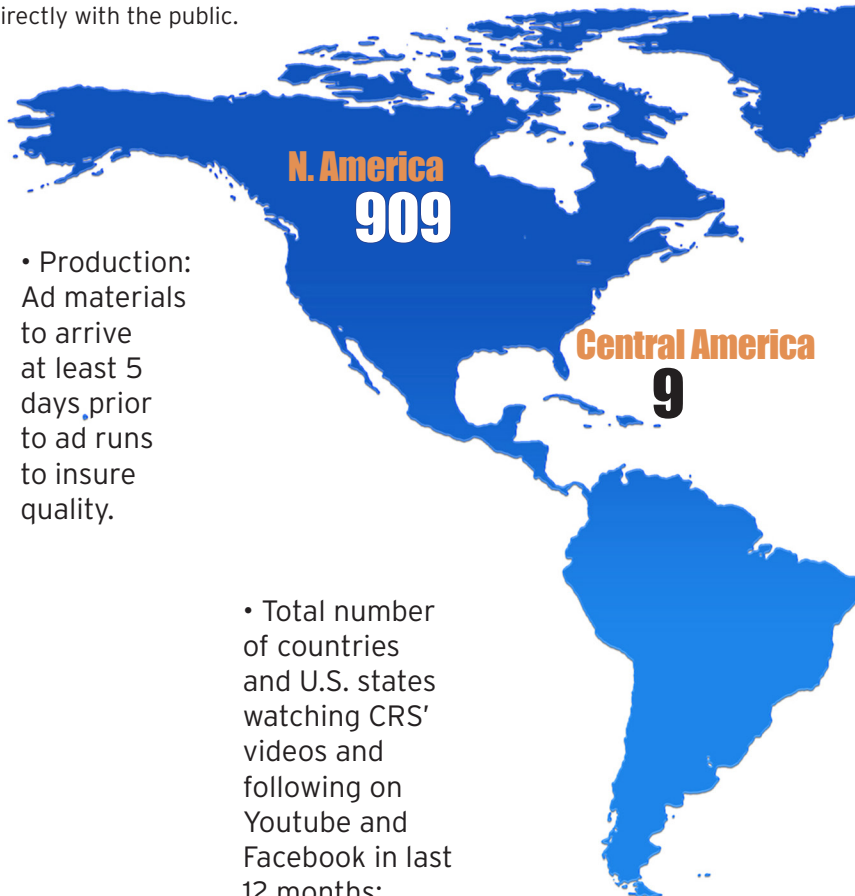 irectly with the public.
N. America
909
• Production:
Ad materials
to arrive
at least 5
days prior
to ad runs
to insure
quality.
Central America
9
• Total number
of countries
and U.S. states
watching CRS’
videos and
following on
Youtube and
Facebook in last
12 months: